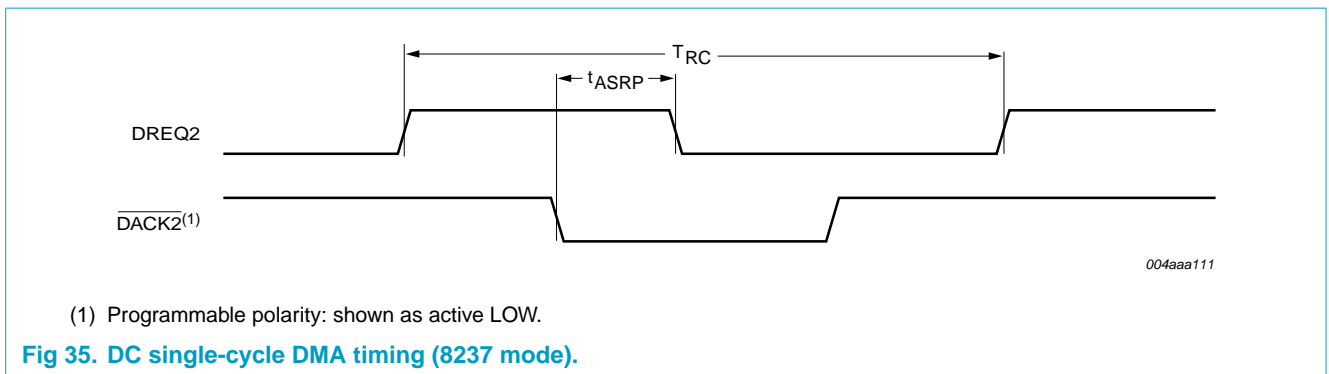 T_RC
t_ASRP
DREQ2
DACK2(1)
004aaa111
(1) Programmable polarity: shown as active LOW.
Fig 35. DC single-cycle DMA timing (8237 mode).